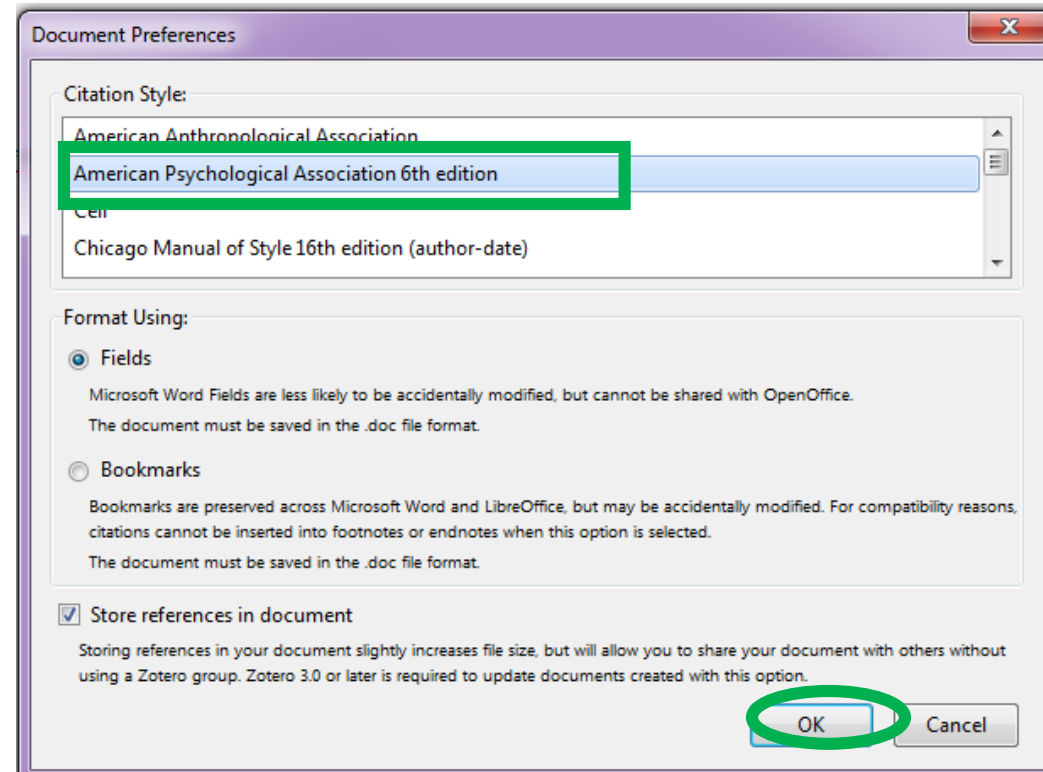 Document Preferences
Citation Style:
American Anthropological Association
American Psychological Association 6th edition
Cell
Chicago Manual of Style 16th edition (author-date)
Format Using:
Fields
Microsoft Word Fields are less likely to be accidentally modified, but cannot be shared with OpenOffice.
The document must be saved in the .doc file format.
Bookmarks
Bookmarks are preserved across Microsoft Word and LibreOffice, but may be accidentally modified. For compatibility reasons,
citations cannot be inserted into footnotes or endnotes when this option is selected.
The document must be saved in the .doc file format.
Store references in document
Storing references in your document slightly increases file size, but will allow you to share your document with others without
using a Zotero group. Zotero 3.0 or later is required to update documents created with this option.
OK Cancel